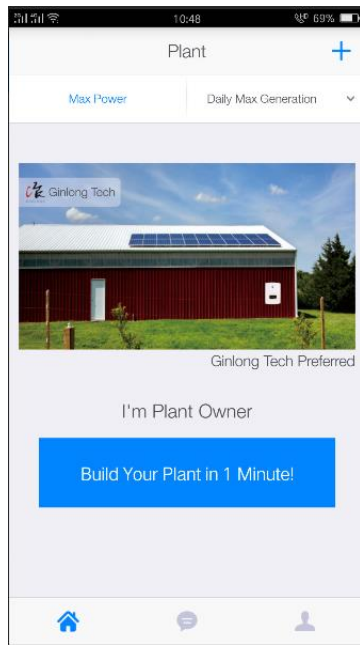 10:48
69%
Plant
Max Power
Daily Max Generation
Ginlong Tech
Ginlong Tech Preferred
I'm Plant Owner
Build Your Plant in 1 Minute!